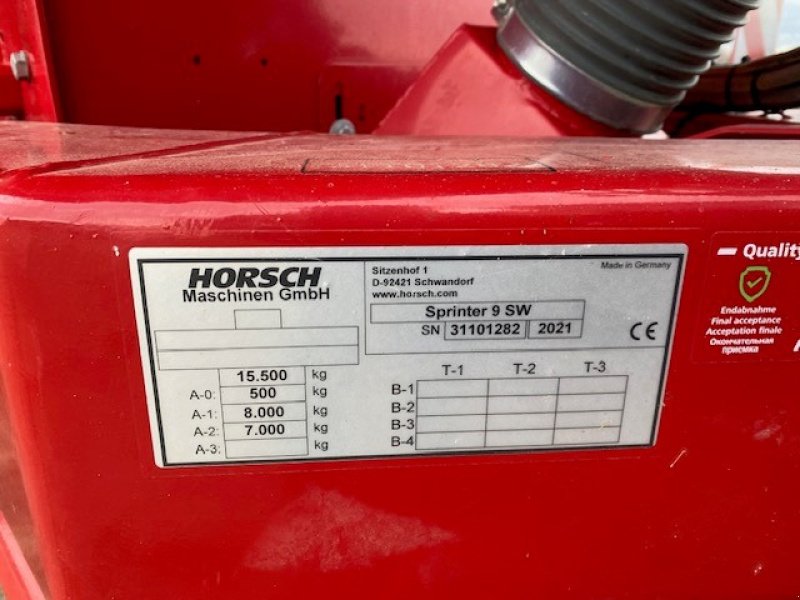 HORSCH
Maschinen GmbH
Sitzenhof 1
D-92421 Schwandorf
www.horsch.com
Made in Germany
Sprinter 9 SW
SN 31101282 2021
CE
15.500 kg
A-0: 500 kg
A-1: 8.000 kg
A-2: 7.000 kg
A-3: kg
T-1 T-2 T-3
B-1
B-2
B-3
B-4
Quality
Endabnahme
Final acceptance
Acceptation finale
Окончательная
приемка